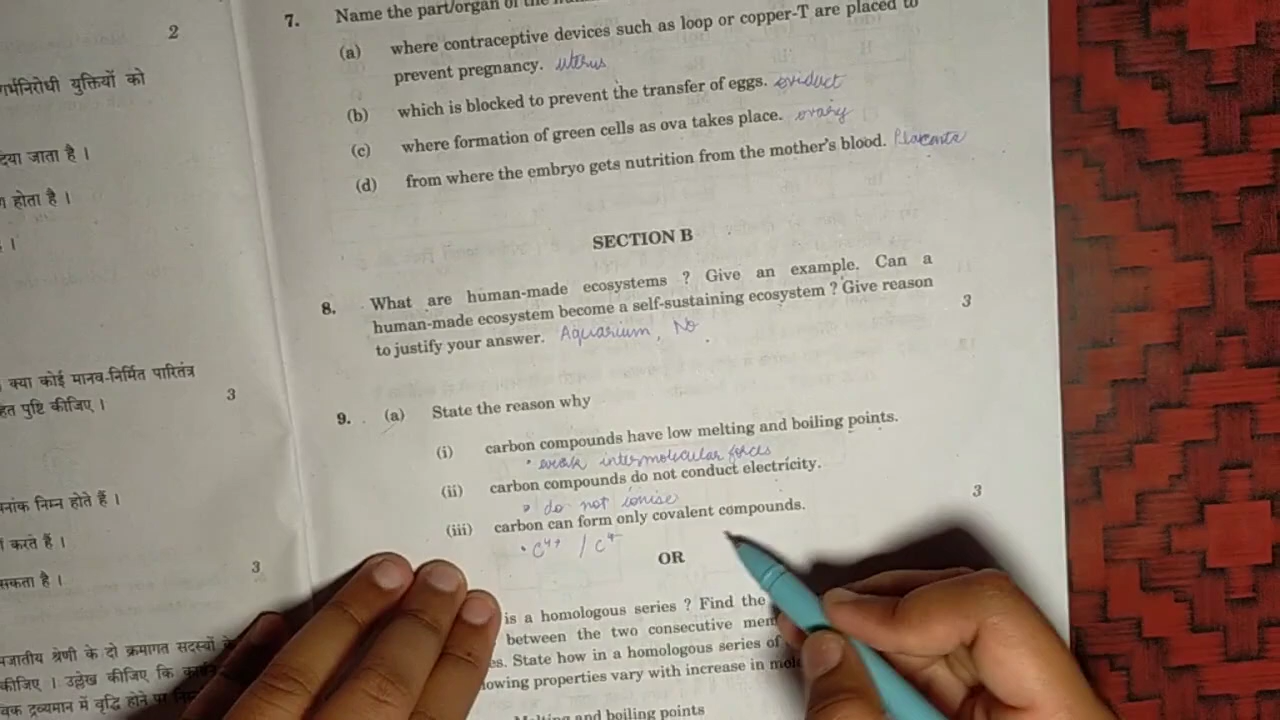 2
गर्भनिरोधी युक्तियों को
दिया जाता है ।
होता है ।
क्या कोई मानव-निर्मित पारितंत्र
पुष्टि कीजिए ।
3
निम्न होते हैं ।
करते हैं ।
सकता है ।
3
श्रेणी के दो क्रमागत सदस्यों के
कीजिए । उल्लेख कीजिए कि
द्रव्यमान में वृद्धि होने पर
7. Name the part/organ of the
(a) where contraceptive devices such as loop or copper-T are placed to
prevent pregnancy. uterus
(b) which is blocked to prevent the transfer of eggs. oviduct
(c) where formation of green cells as ova takes place. ovary
(d) from where the embryo gets nutrition from the mother's blood. Placenta
SECTION B
8. What are human-made ecosystems ? Give an example. Can a
human-made ecosystem become a self-sustaining ecosystem ? Give reason
to justify your answer. Aquarium, No. 3
9. (a) State the reason why
(i) carbon compounds have low melting and boiling points.
• weak intermolecular forces
(ii) carbon compounds do not conduct electricity.
• do not ionise
(iii) carbon can form only covalent compounds. 3
• C⁴⁺ / C⁴⁻
OR
is a homologous series ? Find the
between the two consecutive
State how in a homologous series of
properties vary with increase in
Melting and boiling points